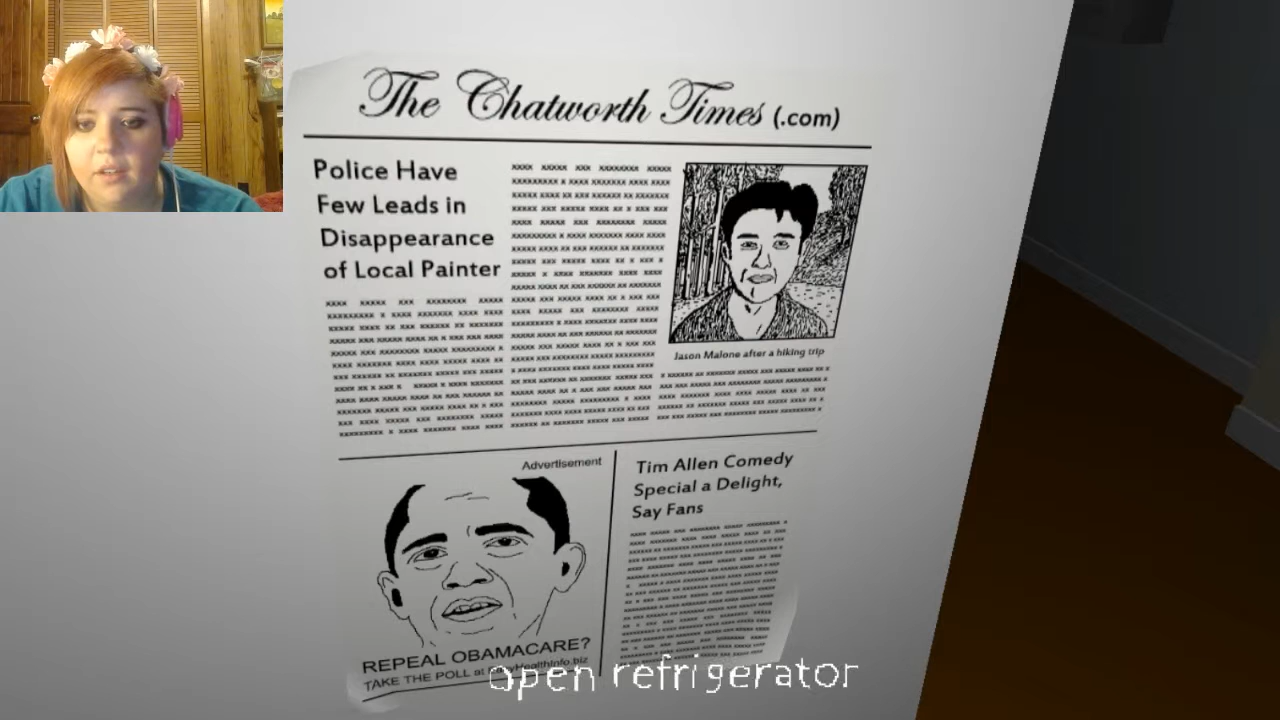 The Chatworth Times (.com)
Police Have
Few Leads in
Disappearance
of Local Painter
Jason Malone after a hiking trip
Advertisement
REPEAL OBAMACARE?
TAKE THE POLL at
Tim Allen Comedy
Special a Delight,
Say Fans
open refrigerator